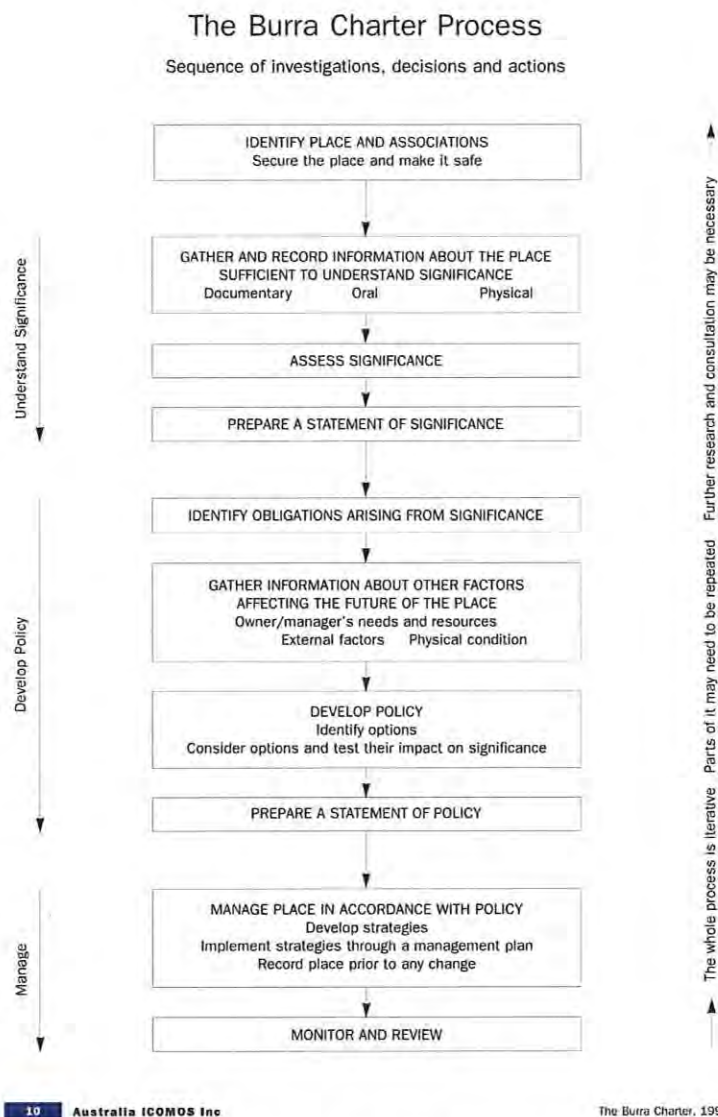 The Burra Charter Process
Sequence of investigations, decisions and actions
IDENTIFY PLACE AND ASSOCIATIONS
Secure the place and make it safe
GATHER AND RECORD INFORMATION ABOUT THE PLACE
SUFFICIENT TO UNDERSTAND SIGNIFICANCE
Documentary Oral Physical
ASSESS SIGNIFICANCE
PREPARE A STATEMENT OF SIGNIFICANCE
Understand Significance
IDENTIFY OBLIGATIONS ARISING FROM SIGNIFICANCE
GATHER INFORMATION ABOUT OTHER FACTORS
AFFECTING THE FUTURE OF THE PLACE
Owner/manager's needs and resources
External factors Physical condition
DEVELOP POLICY
Identify options
Consider options and test their impact on significance
PREPARE A STATEMENT OF POLICY
Develop Policy
MANAGE PLACE IN ACCORDANCE WITH POLICY
Develop strategies
Implement strategies through a management plan
Record place prior to any change
MONITOR AND REVIEW
Manage
The whole process is iterative Parts of it may need to be repeated Further research and consultation may be necessary
10 Australia ICOMOS Inc
The Burra Charter, 199